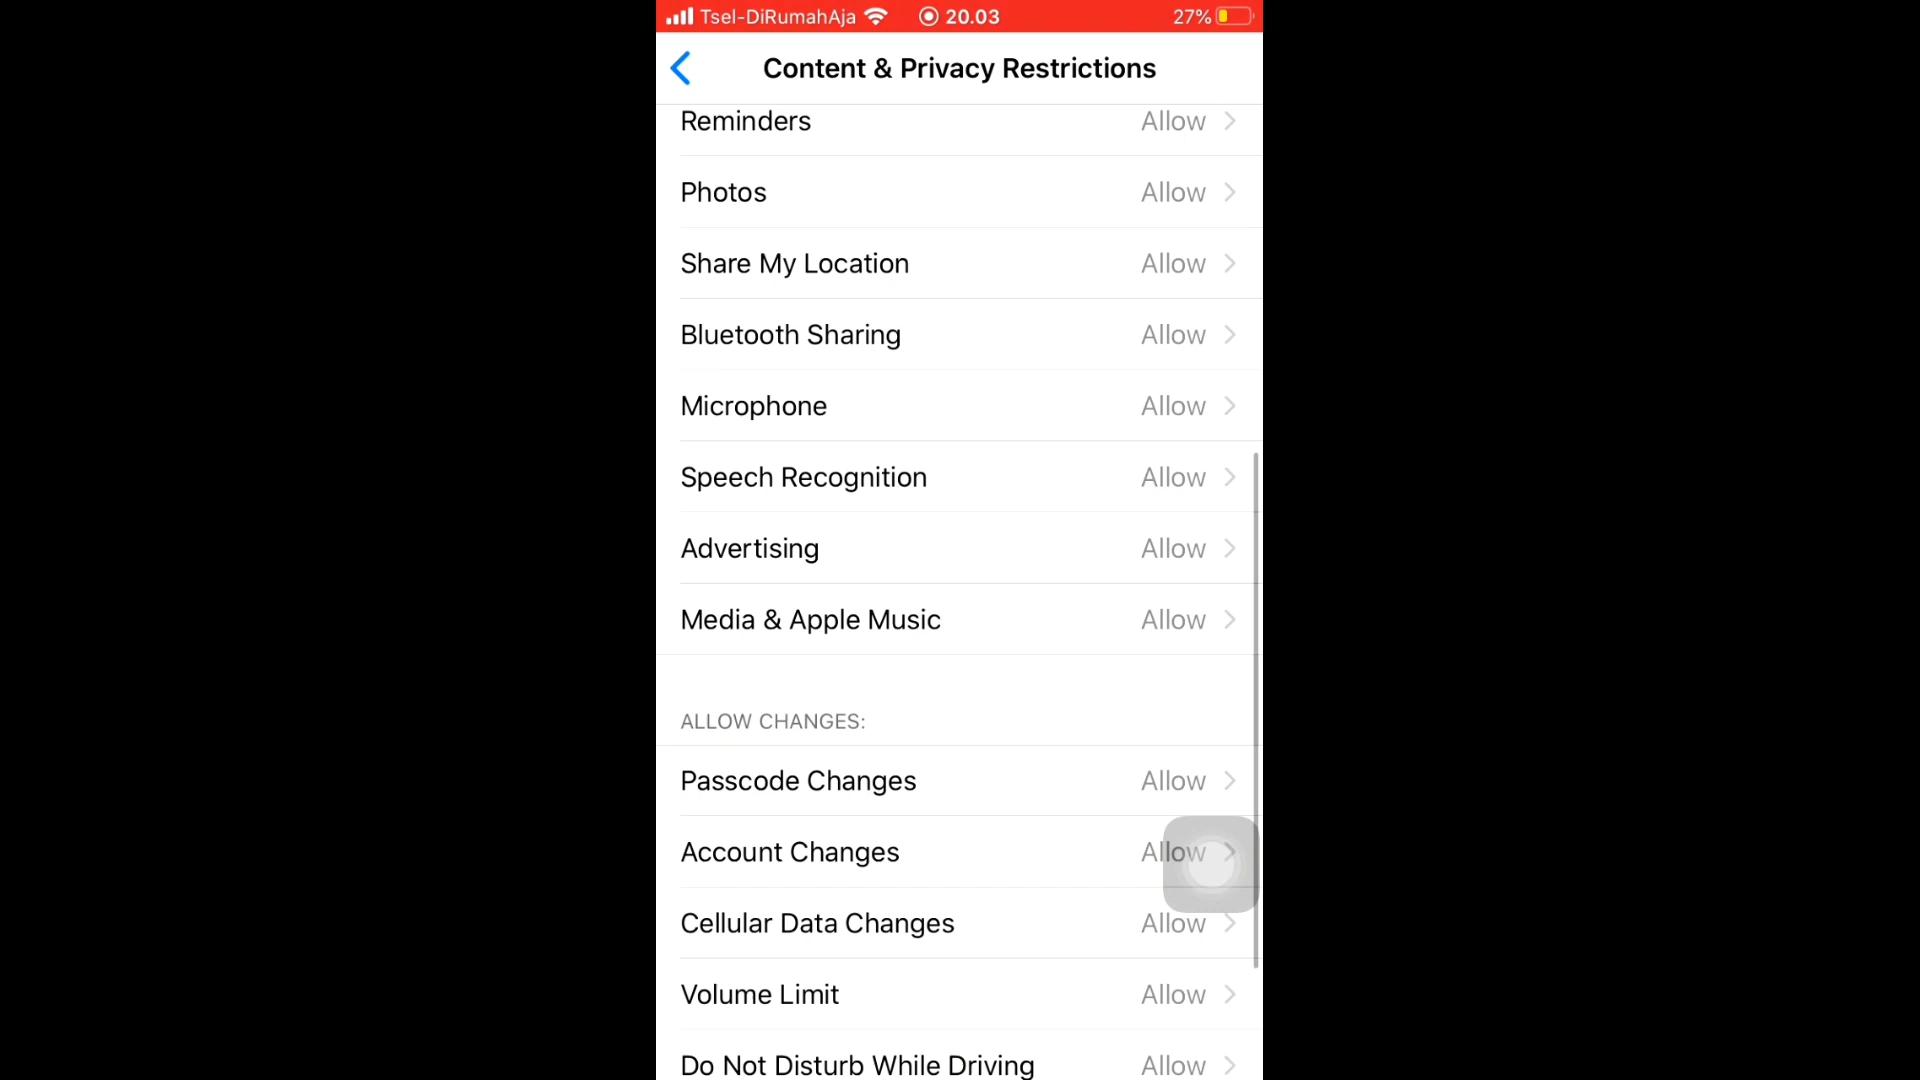 Tsel-DiRumahAja 20.03 27%
Content & Privacy Restrictions
Reminders Allow
Photos Allow
Share My Location Allow
Bluetooth Sharing Allow
Microphone Allow
Speech Recognition Allow
Advertising Allow
Media & Apple Music Allow
ALLOW CHANGES:
Passcode Changes Allow
Account Changes Allow
Cellular Data Changes Allow
Volume Limit Allow
Do Not Disturb While Driving Allow